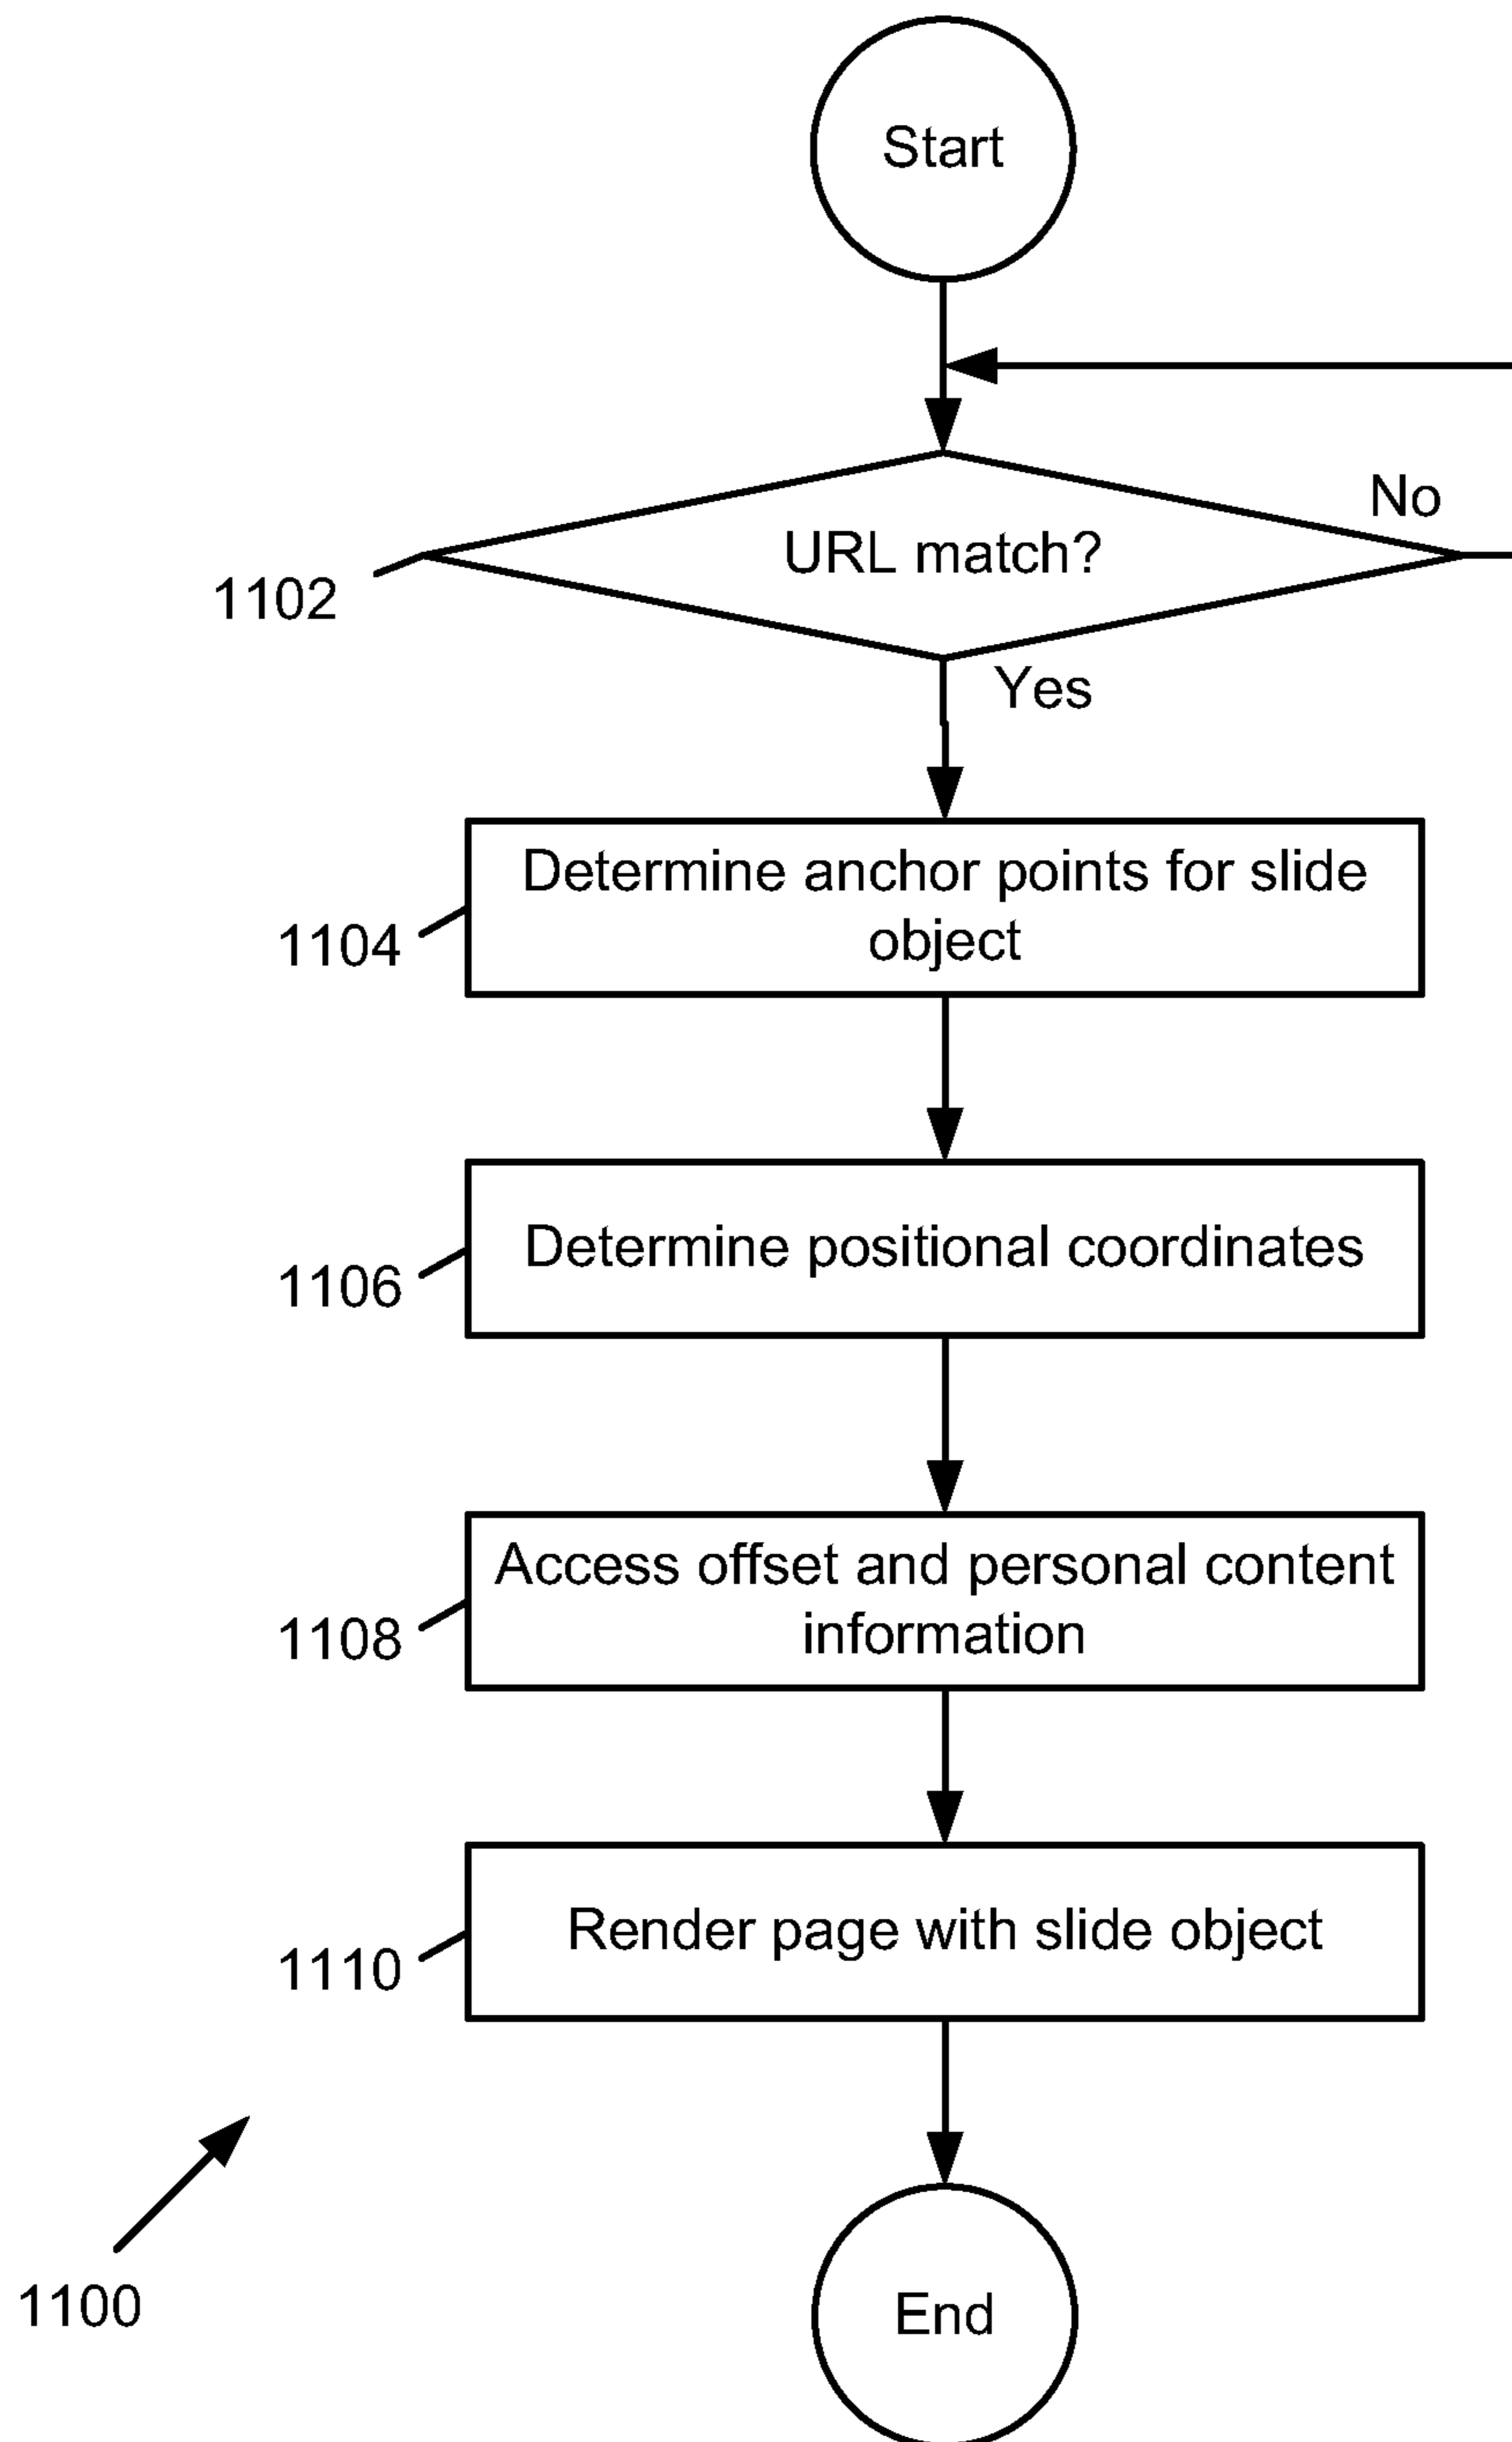 Start
No
URL match?
1102
Yes
Determine anchor points for slide
object
1104
Determine positional coordinates
1106
Access offset and personal content
information
1108
Render page with slide object
1110
1100
End